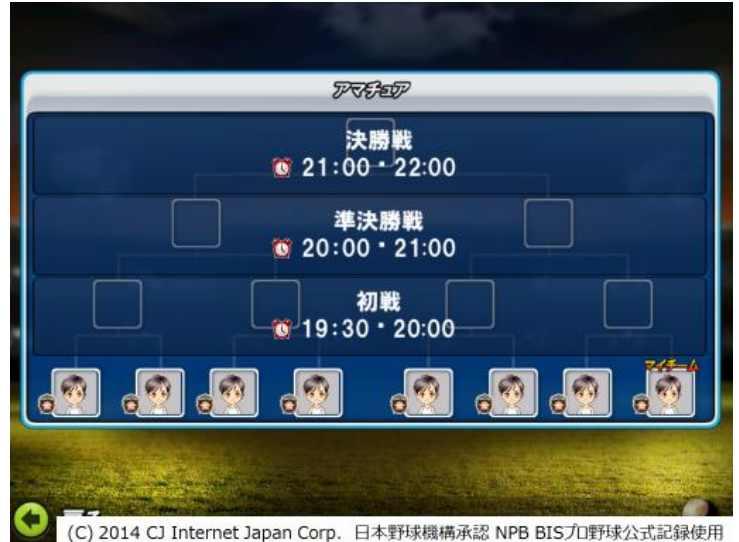 アマチュア
決勝戦
21:00 - 22:00
準決勝戦
20:00 - 21:00
初戦
19:30 - 20:00
マイチーム
戻る
(C) 2014 CJ Internet Japan Corp. 日本野球機構承認 NPB BISプロ野球公式記録使用